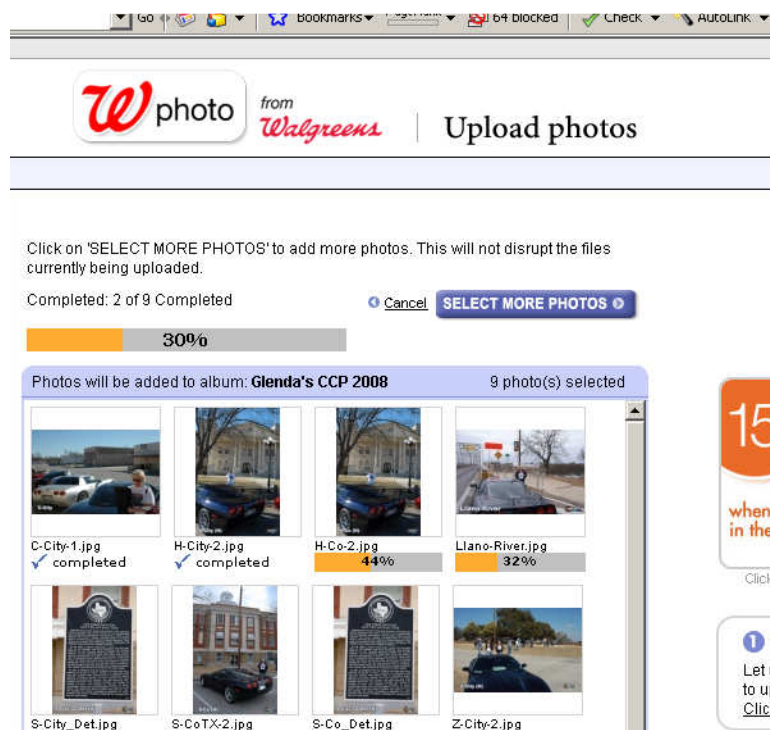 Go
Bookmarks
64 blocked
Check
AutoLink
W photo from Walgreens
Upload photos
Click on 'SELECT MORE PHOTOS' to add more photos. This will not disrupt the files
currently being uploaded.
Completed: 2 of 9 Completed
Cancel
SELECT MORE PHOTOS
30%
Photos will be added to album: Glenda's CCP 2008
9 photo(s) selected
C-City-1.jpg
completed
H-City-2.jpg
completed
H-Co-2.jpg
44%
Llano-River.jpg
32%
S-City_Det.jpg
S-CoTX-2.jpg
S-Co_Det.jpg
Z-City-2.jpg
15
when
in the
Click
1
Let
to u
Clic